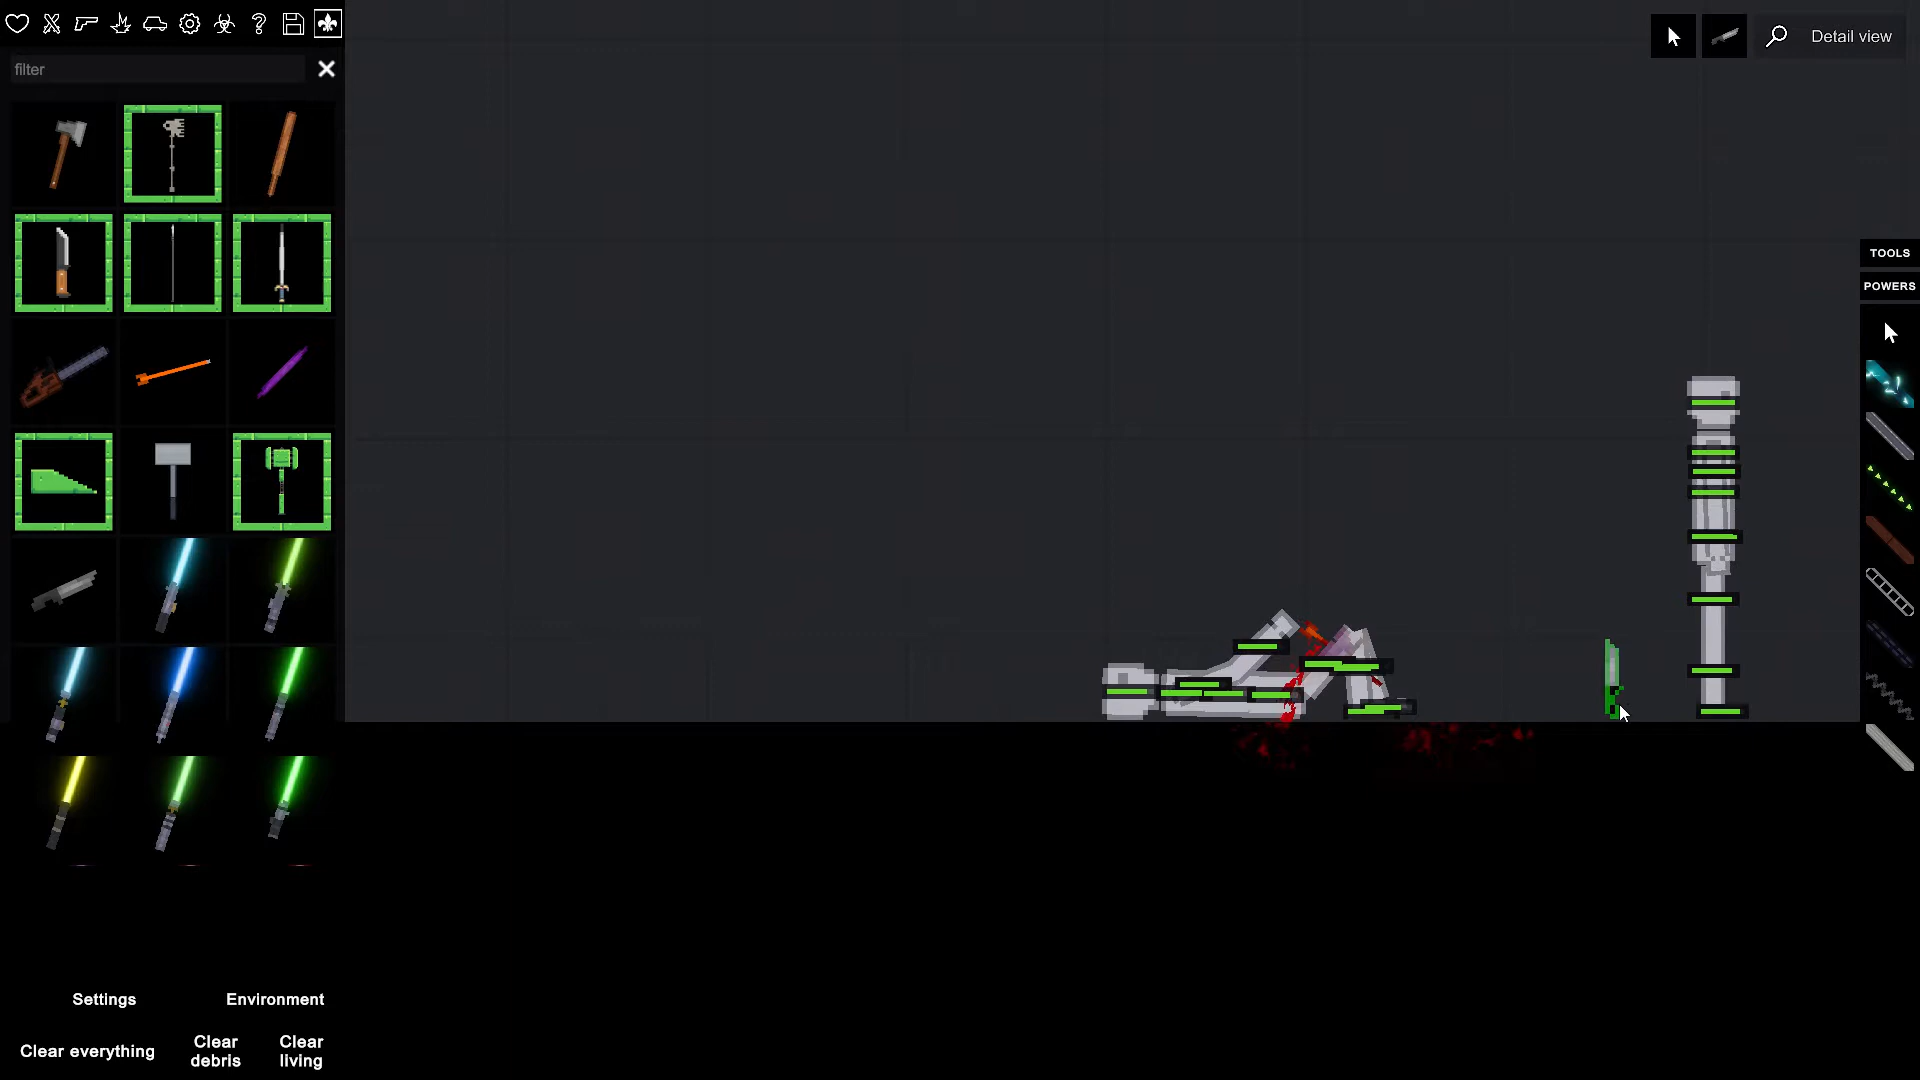 filter
Detail view
TOOLS
POWERS
Settings
Environment
Clear everything
Clear
debris
Clear
living